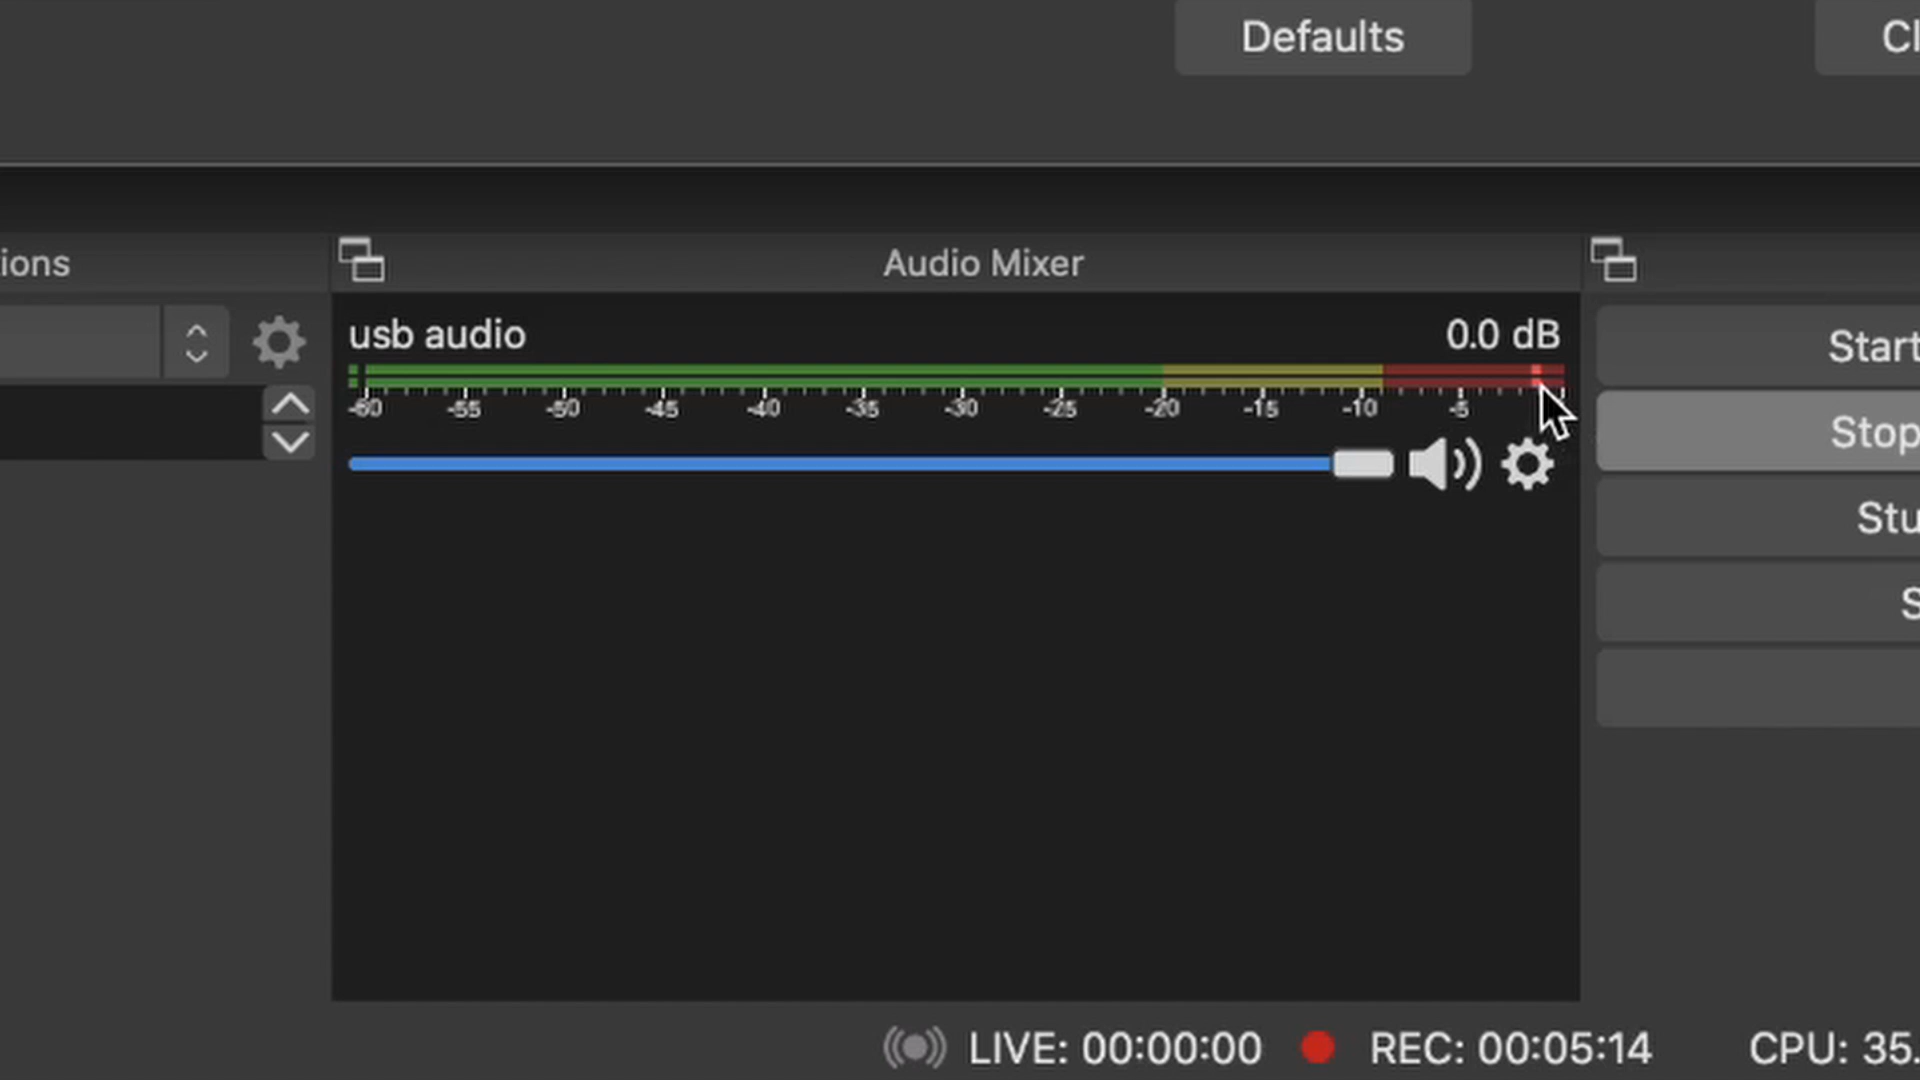 Defaults
Cl
ions
Audio Mixer
usb audio
0.0 dB
-60 -55 -50 -45 -40 -35 -30 -25 -20 -15 -10 -5
Start
Stop
Stu
S
LIVE: 00:00:00
REC: 00:05:14
CPU: 35.